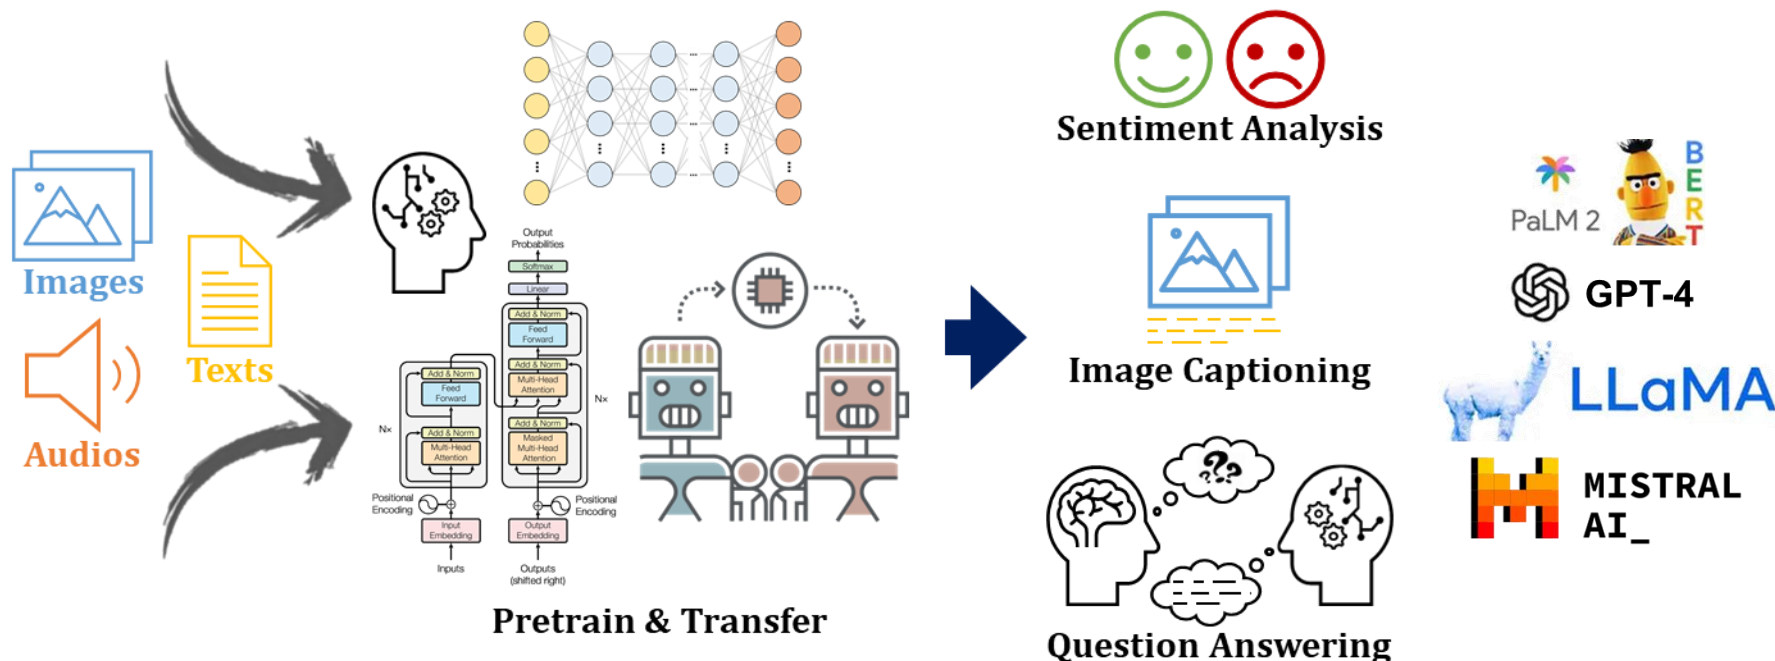 Images
Texts
Audios
Output
Probabilities
Softmax
Linear
Add & Norm
Feed
Forward
Add & Norm
Multi-Head
Attention
Add & Norm
Masked
Multi-Head
Attention
Nx
Add & Norm
Feed
Forward
Add & Norm
Multi-Head
Attention
Nx
Positional
Encoding
Positional
Encoding
Input
Embedding
Output
Embedding
Inputs
Outputs
(shifted right)
Pretrain & Transfer
Sentiment Analysis
Image Captioning
???
Question Answering
PaLM 2
BERT
GPT-4
LLaMA
MISTRAL
AI_